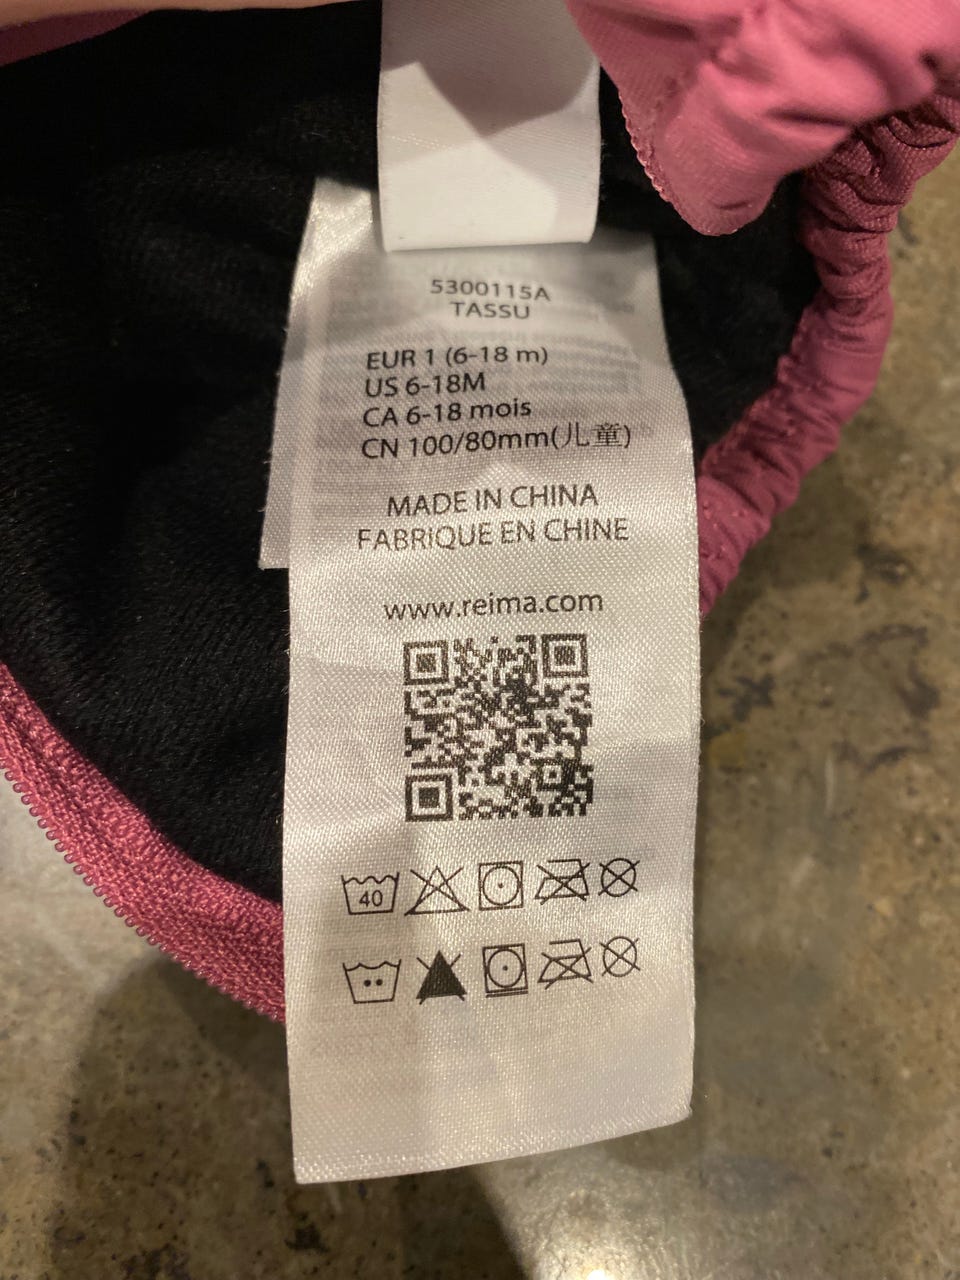 5300115A
TASSU
EUR 1 (6-18 m)
US 6-18M
CA 6-18 mois
CN 100/80mm(儿童)
MADE IN CHINA
FABRIQUE EN CHINE
www.reima.com
40